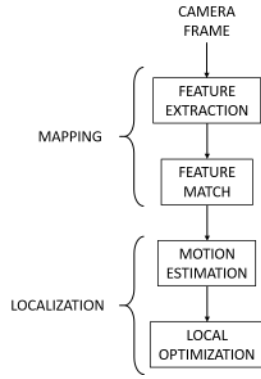 CAMERA
FRAME
FEATURE
EXTRACTION
MAPPING
FEATURE
MATCH
MOTION
ESTIMATION
LOCALIZATION
LOCAL
OPTIMIZATION